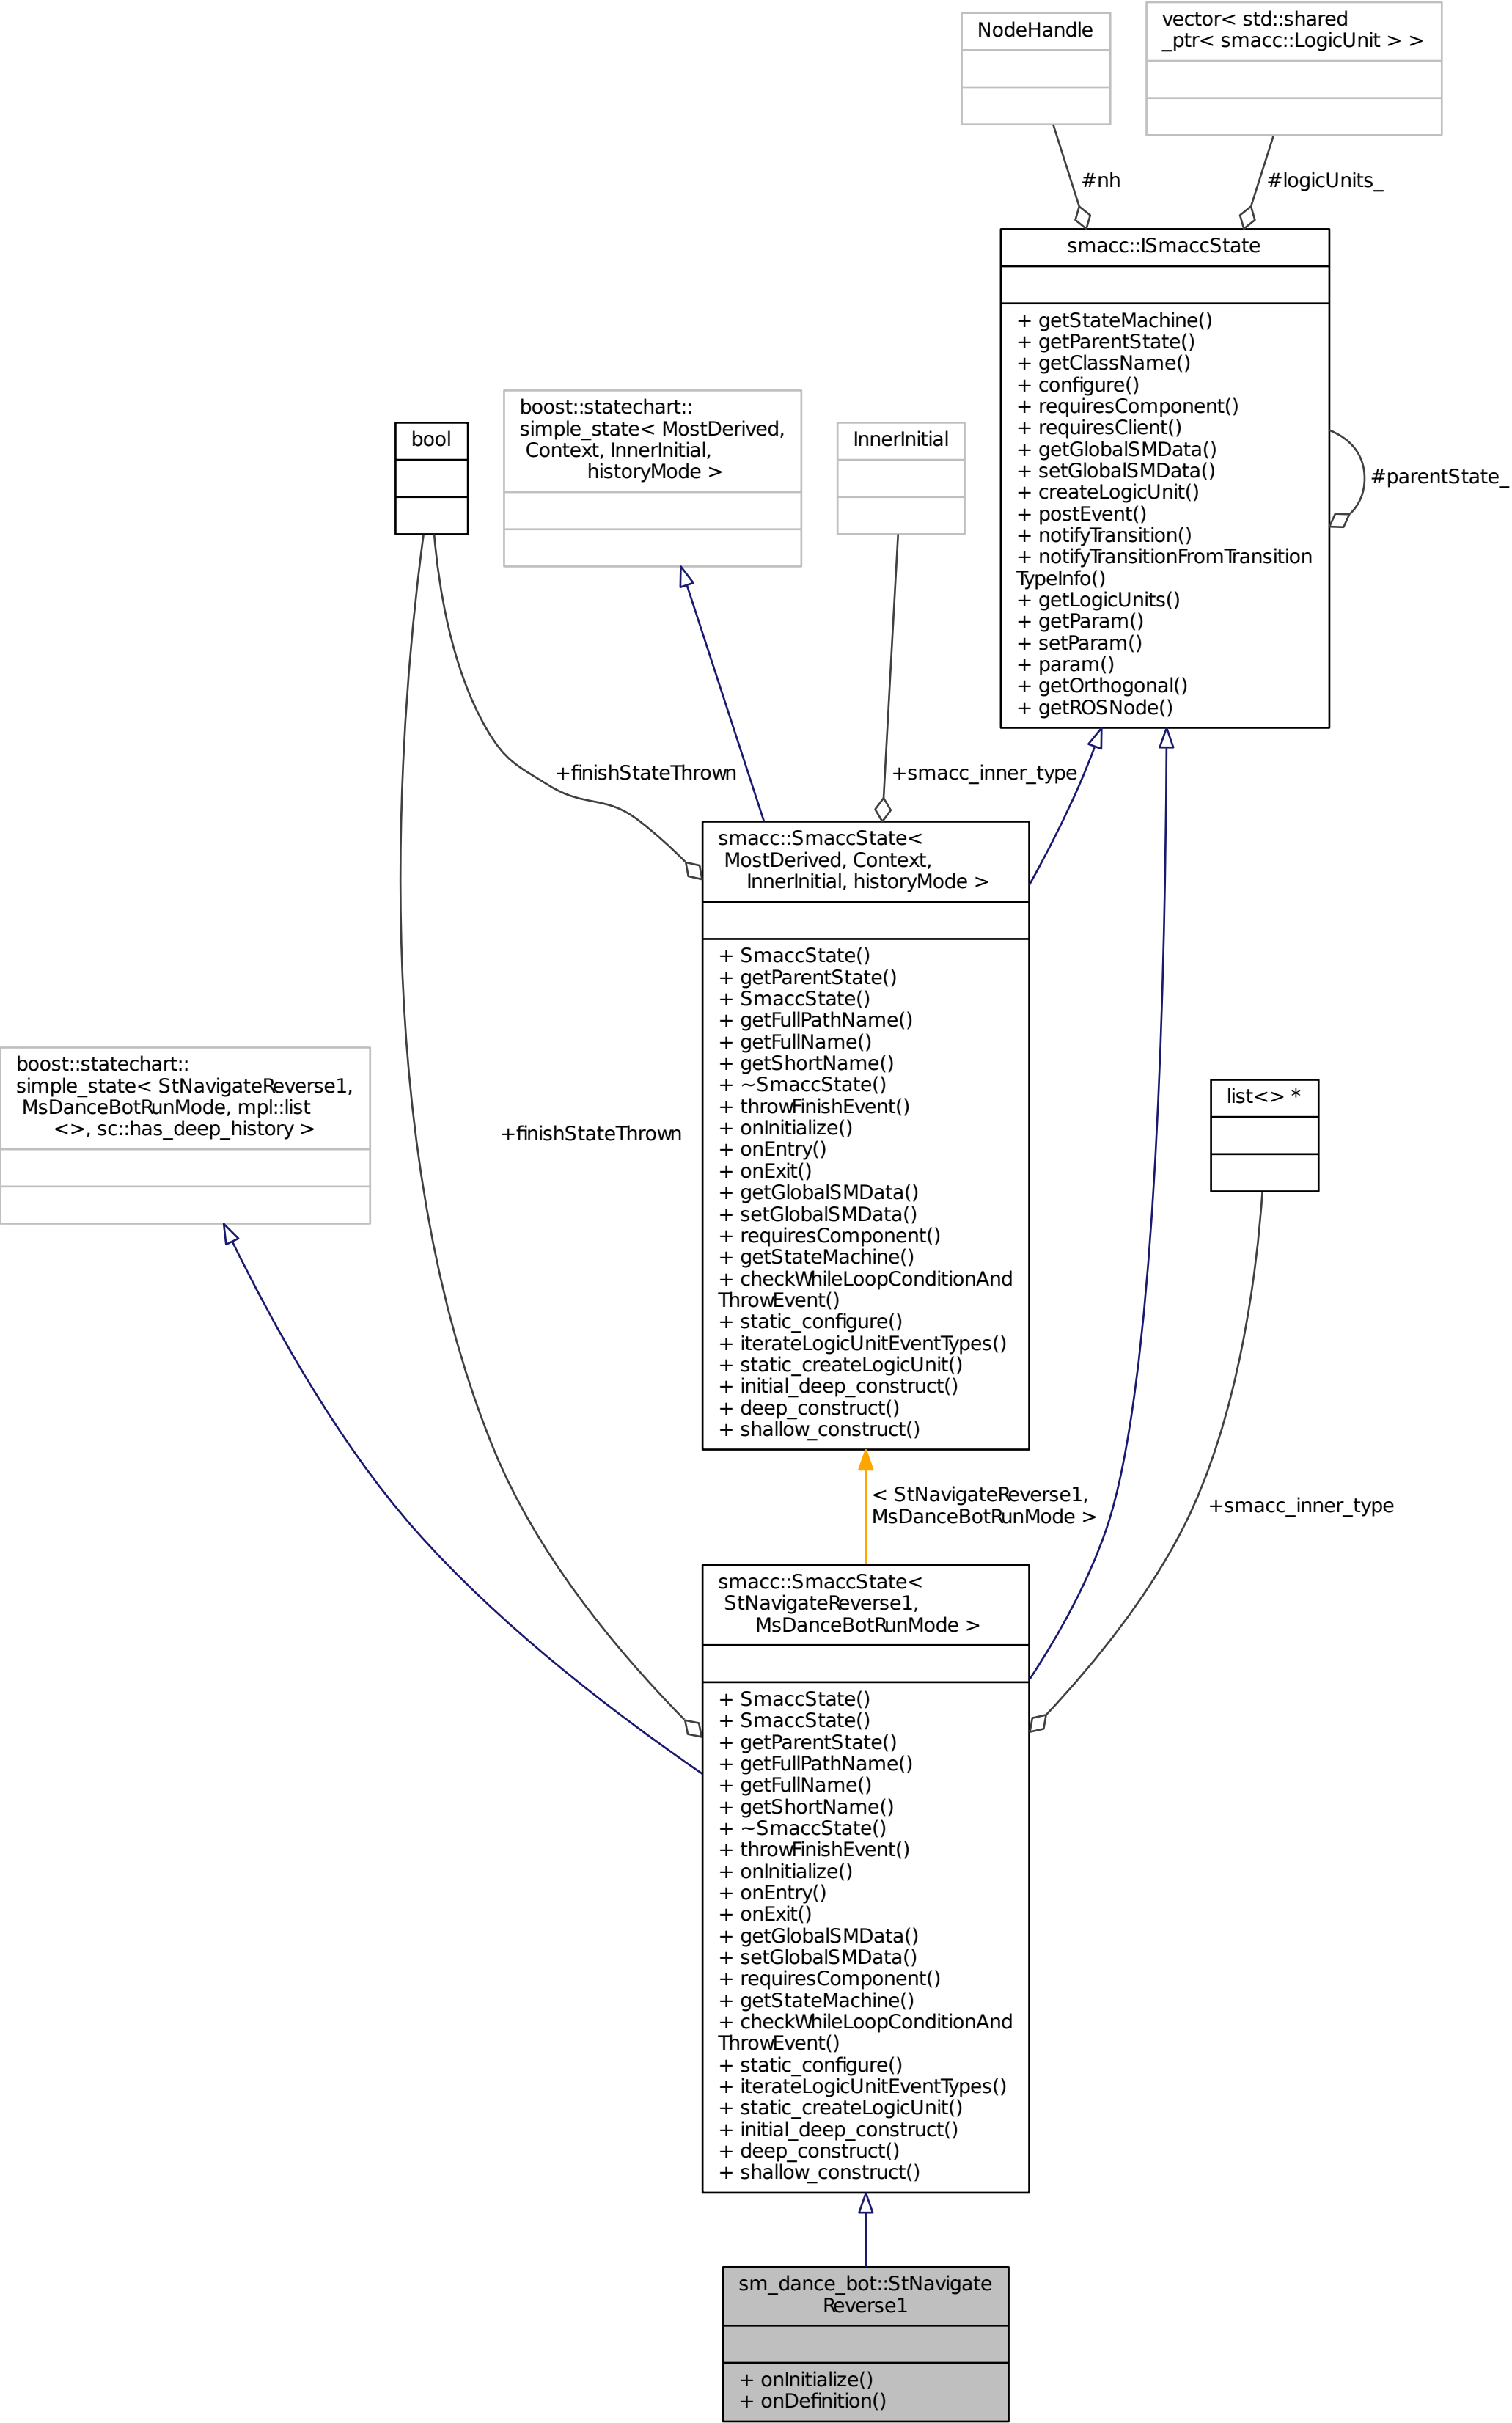 NodeHandle
vector< std::shared
_ptr< smacc::LogicUnit > >
#nh
#logicUnits_
smacc::ISmaccState
+ getStateMachine()
+ getParentState()
+ getClassName()
+ configure()
+ requiresComponent()
+ requiresClient()
+ getGlobalSMData()
+ setGlobalSMData()
+ createLogicUnit()
+ postEvent()
+ notifyTransition()
+ notifyTransitionFromTransition
TypeInfo()
+ getLogicUnits()
+ getParam()
+ setParam()
+ param()
+ getOrthogonal()
+ getROSNode()
#parentState_
bool
boost::statechart::
simple_state< MostDerived,
Context, InnerInitial,
historyMode >
InnerInitial
+finishStateThrown
+smacc_inner_type
smacc::SmaccState<
MostDerived, Context,
InnerInitial, historyMode >
+ SmaccState()
+ getParentState()
+ SmaccState()
+ getFullPathName()
+ getFullName()
+ getShortName()
+ ~SmaccState()
+ throwFinishEvent()
+ onInitialize()
+ onEntry()
+ onExit()
+ getGlobalSMData()
+ setGlobalSMData()
+ requiresComponent()
+ getStateMachine()
+ checkWhileLoopConditionAnd
ThrowEvent()
+ static_configure()
+ iterateLogicUnitEventTypes()
+ static_createLogicUnit()
+ initial_deep_construct()
+ deep_construct()
+ shallow_construct()
boost::statechart::
simple_state< StNavigateReverse1,
MsDanceBotRunMode, mpl::list
<>, sc::has_deep_history >
+finishStateThrown
list<> *
< StNavigateReverse1,
MsDanceBotRunMode >
+smacc_inner_type
smacc::SmaccState<
StNavigateReverse1,
MsDanceBotRunMode >
+ SmaccState()
+ SmaccState()
+ getParentState()
+ getFullPathName()
+ getFullName()
+ getShortName()
+ ~SmaccState()
+ throwFinishEvent()
+ onInitialize()
+ onEntry()
+ onExit()
+ getGlobalSMData()
+ setGlobalSMData()
+ requiresComponent()
+ getStateMachine()
+ checkWhileLoopConditionAnd
ThrowEvent()
+ static_configure()
+ iterateLogicUnitEventTypes()
+ static_createLogicUnit()
+ initial_deep_construct()
+ deep_construct()
+ shallow_construct()
sm_dance_bot::StNavigate
Reverse1
+ onInitialize()
+ onDefinition()